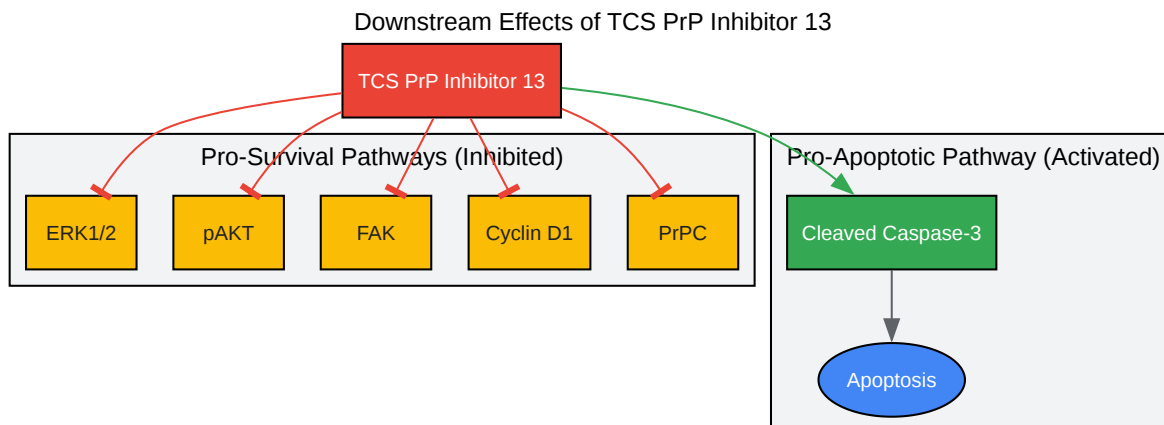 Downstream Effects of TCS PrP Inhibitor 13
TCS PrP Inhibitor 13
Pro-Survival Pathways (Inhibited)
Pro-Apoptotic Pathway (Activated)
ERK1/2
pAKT
FAK
Cyclin D1
PrPC
Cleaved Caspase-3
Apoptosis